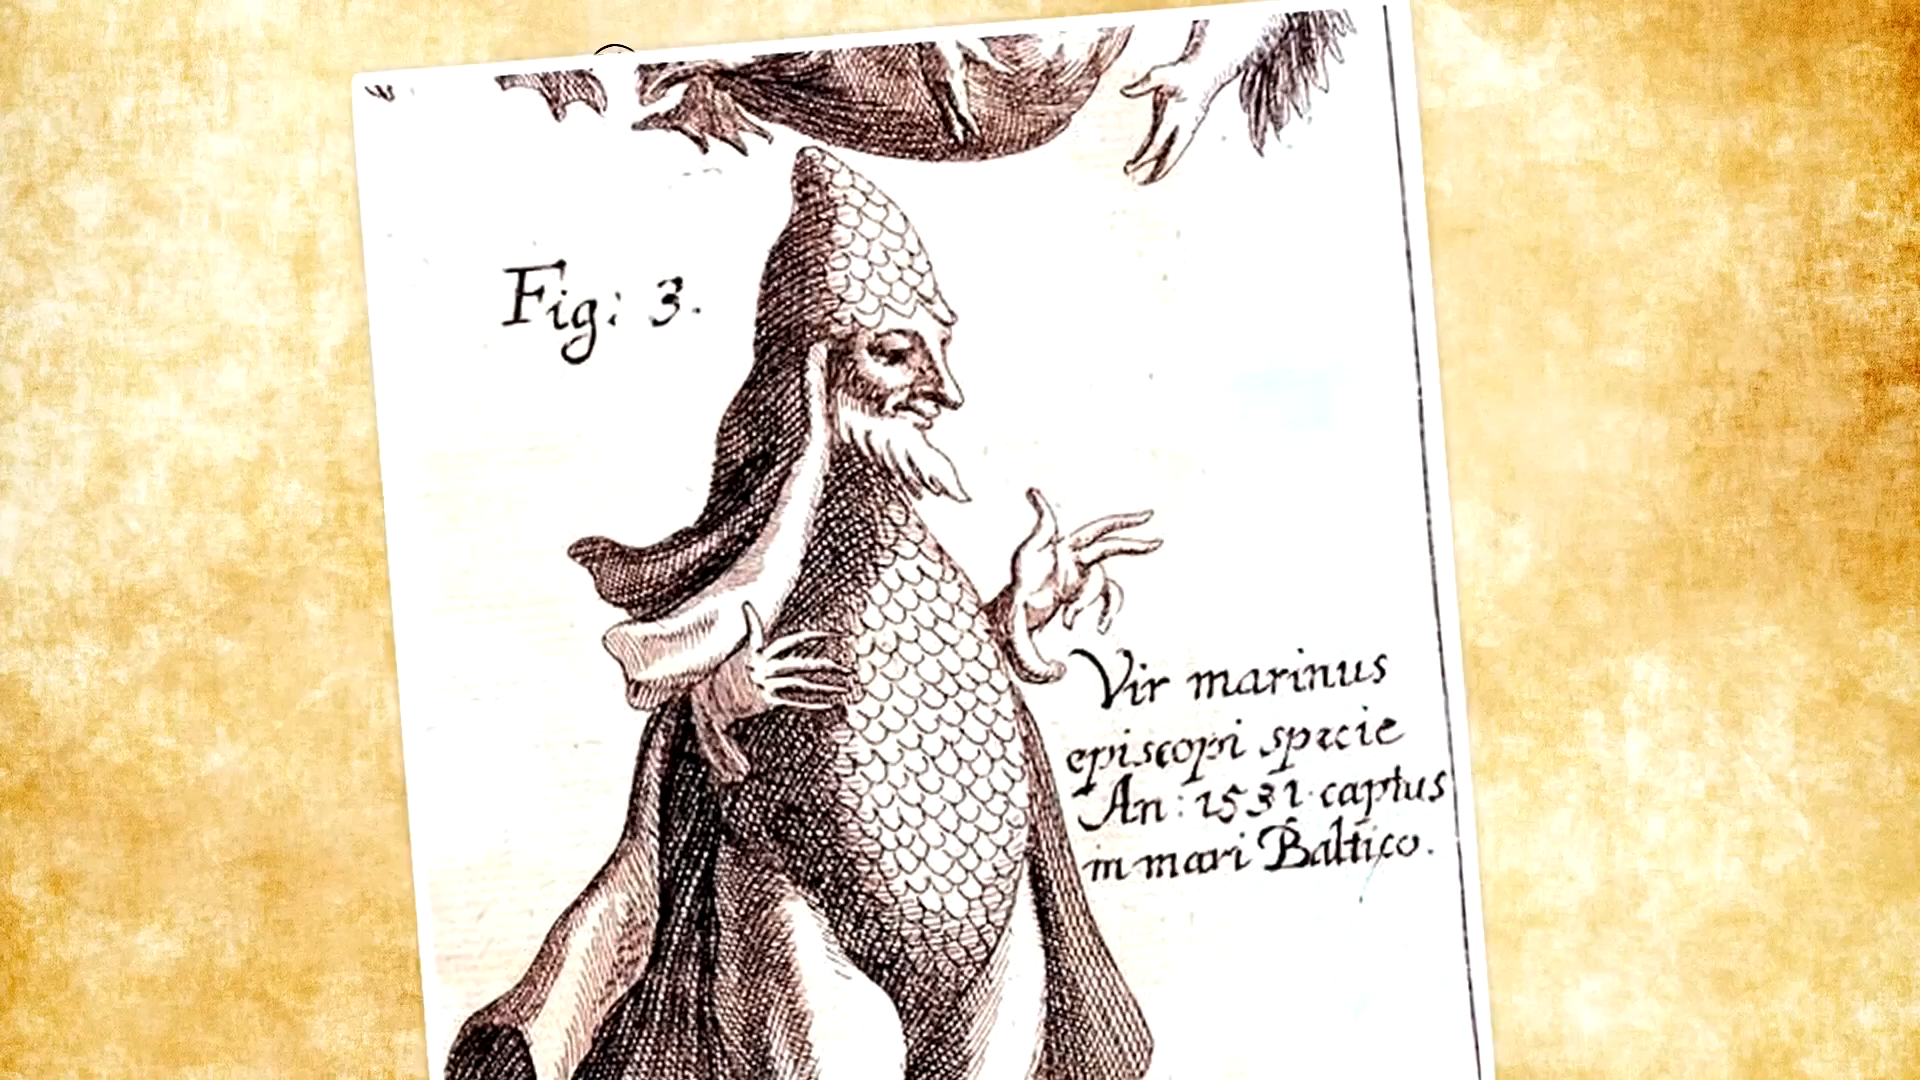 Fig: 3.
Vir marinus
episcopi specie
An: 1531 captus
in mari Baltico.